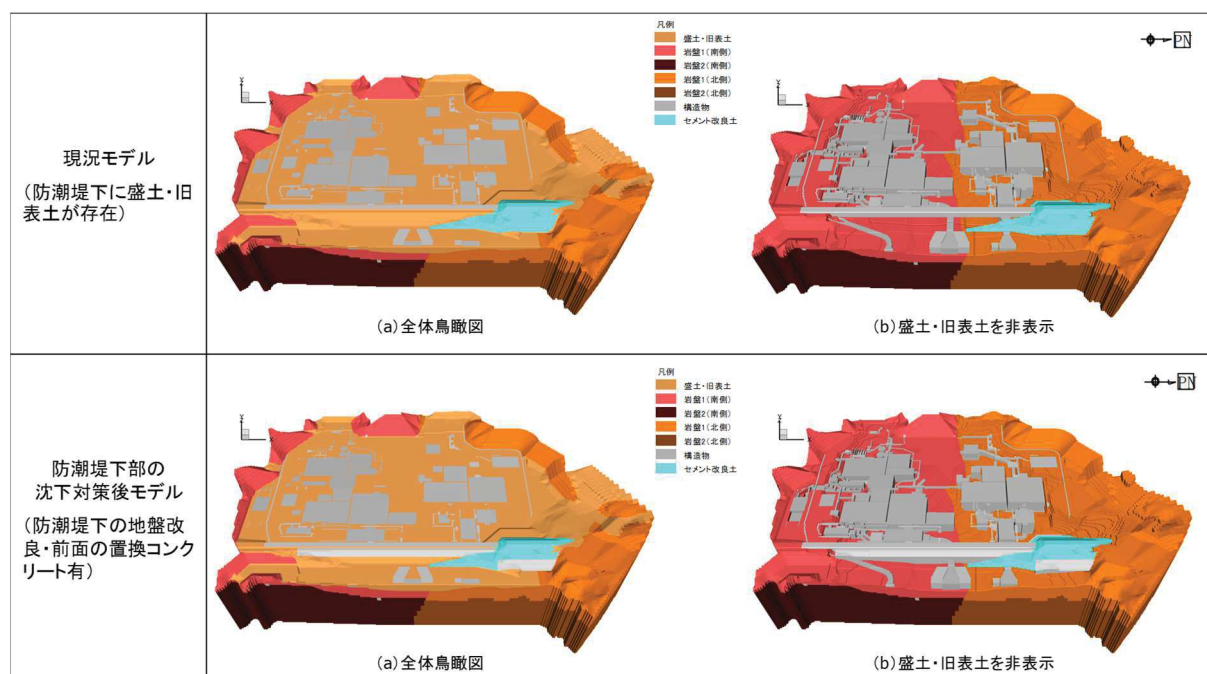 現況モデル
(防潮堤下に盛土・旧
表土が存在)
凡例
盛土・旧表土
岩盤1(南側)
岩盤2(南側)
岩盤1(北側)
岩盤2(北側)
構造物
セメント改良土
PN
Y
X
Y
X
(a)全体鳥瞰図
(b)盛土・旧表土を非表示
防潮堤下部の
沈下対策後モデル
(防潮堤下の地盤改
良・前面の置換コンク
リート有)
凡例
盛土・旧表土
岩盤1(南側)
岩盤2(南側)
岩盤1(北側)
岩盤2(北側)
構造物
セメント改良土
PN
Y
X
Y
X
(a)全体鳥瞰図
(b)盛土・旧表土を非表示